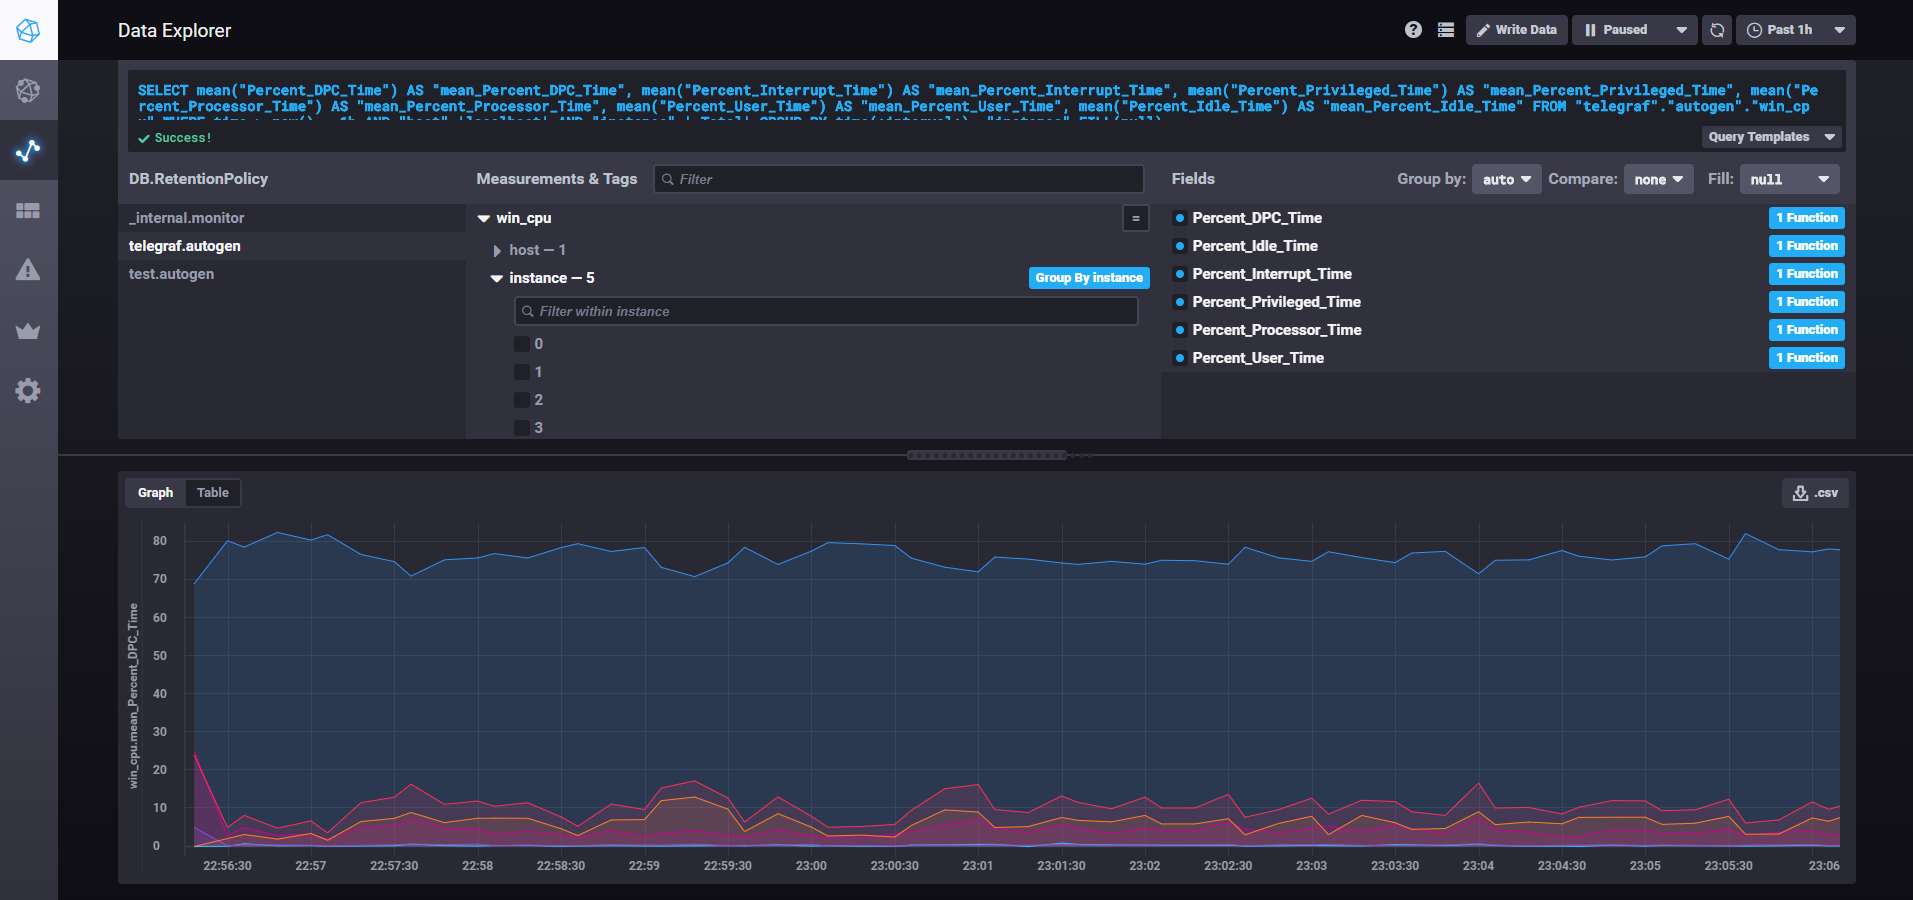 Data Explorer
Write Data
Paused
Past 1h
SELECT mean("Percent_DPC_Time") AS "mean_Percent_DPC_Time", mean("Percent_Interrupt_Time") AS "mean_Percent_Interrupt_Time", mean("Percent_Privileged_Time") AS "mean_Percent_Privileged_Time", mean("Pe
rcent_Processor_Time") AS "mean_Percent_Processor_Time", mean("Percent_User_Time") AS "mean_Percent_User_Time", mean("Percent_Idle_Time") AS "mean_Percent_Idle_Time" FROM "telegraf"."autogen"."win_cp
Success!
Query Templates
DB.RetentionPolicy
Measurements & Tags
Filter
Fields
Group by:
auto
Compare:
none
Fill:
null
_internal.monitor
telegraf.autogen
test.autogen
win_cpu
=
host — 1
instance — 5
Group By instance
Filter within instance
0
1
2
3
Percent_DPC_Time
1 Function
Percent_Idle_Time
1 Function
Percent_Interrupt_Time
1 Function
Percent_Privileged_Time
1 Function
Percent_Processor_Time
1 Function
Percent_User_Time
1 Function
Graph
Table
.csv
win_cpu.mean_Percent_DPC_Time
80
70
60
50
40
30
20
10
0
22:56:30
22:57
22:57:30
22:58
22:58:30
22:59
22:59:30
23:00
23:00:30
23:01
23:01:30
23:02
23:02:30
23:03
23:03:30
23:04
23:04:30
23:05
23:05:30
23:06